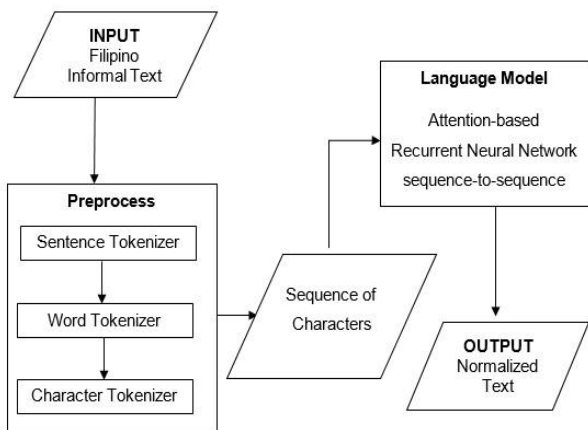 INPUT
Filipino
Informal Text
Preprocess
Sentence Tokenizer
Word Tokenizer
Character Tokenizer
Sequence of
Characters
Language Model
Attention-based
Recurrent Neural Network
sequence-to-sequence
OUTPUT
Normalized
Text